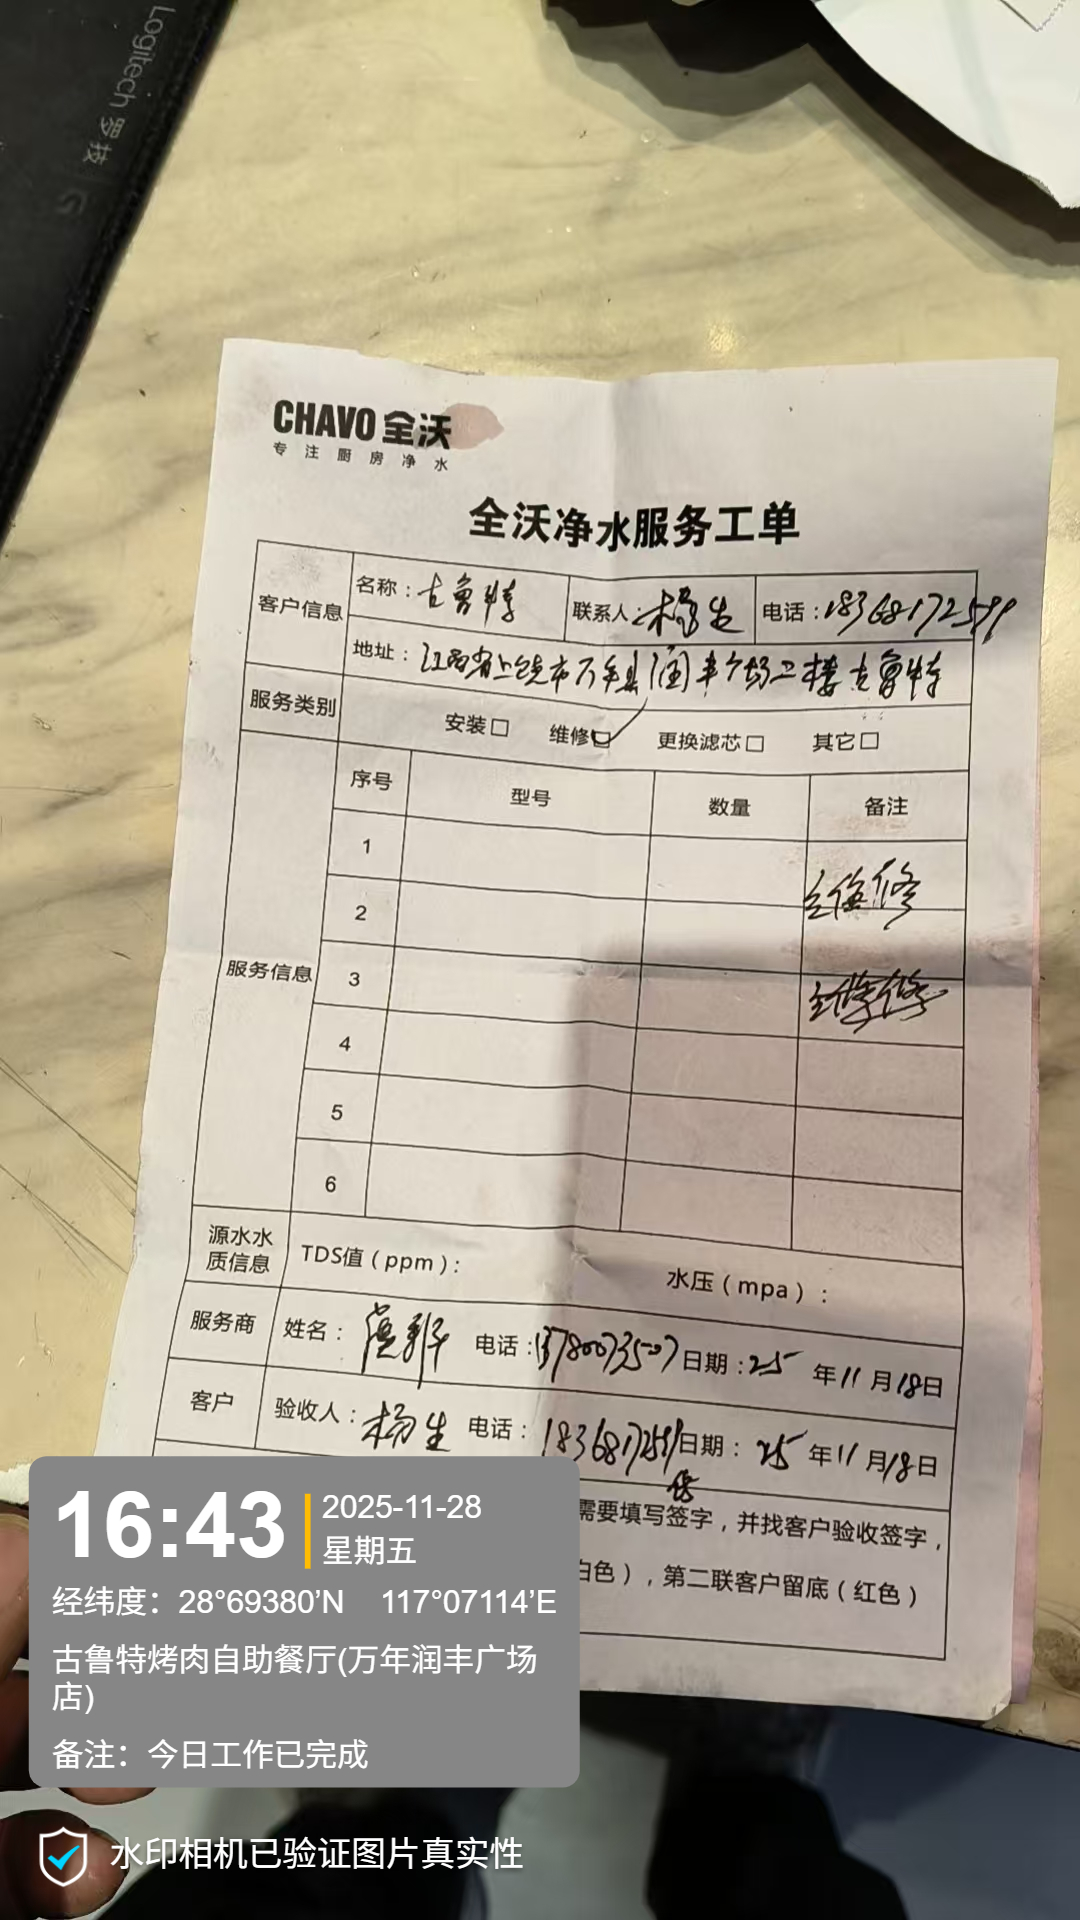 Logitech 罗技 G
CHAVO 全沃
专注厨房净水
全沃净水服务工单
客户信息 名称：古鲁特 联系人：杨生 电话：18368172599
地址：江西省上饶市万年县润丰广场二楼古鲁特
服务类别 安装□ 维修☑ 更换滤芯□ 其它□
服务信息 序号 型号 数量 备注
1
维修
2
3
4
5
6
源水水质信息 TDS值（ppm）： 水压（mpa）：
服务商 姓名： 电话：13780073507 日期：25 年 11 月 18 日
客户 验收人：杨生 电话： 日期：25 年 11 月 18 日
需要填写签字，并找客户验收签字，
白色），第二联客户留底（红色）
16:43 2025-11-28
星期五
经纬度：28°69380’N 117°07114’E
古鲁特烤肉自助餐厅(万年润丰广场
店)
备注：今日工作已完成
水印相机已验证图片真实性